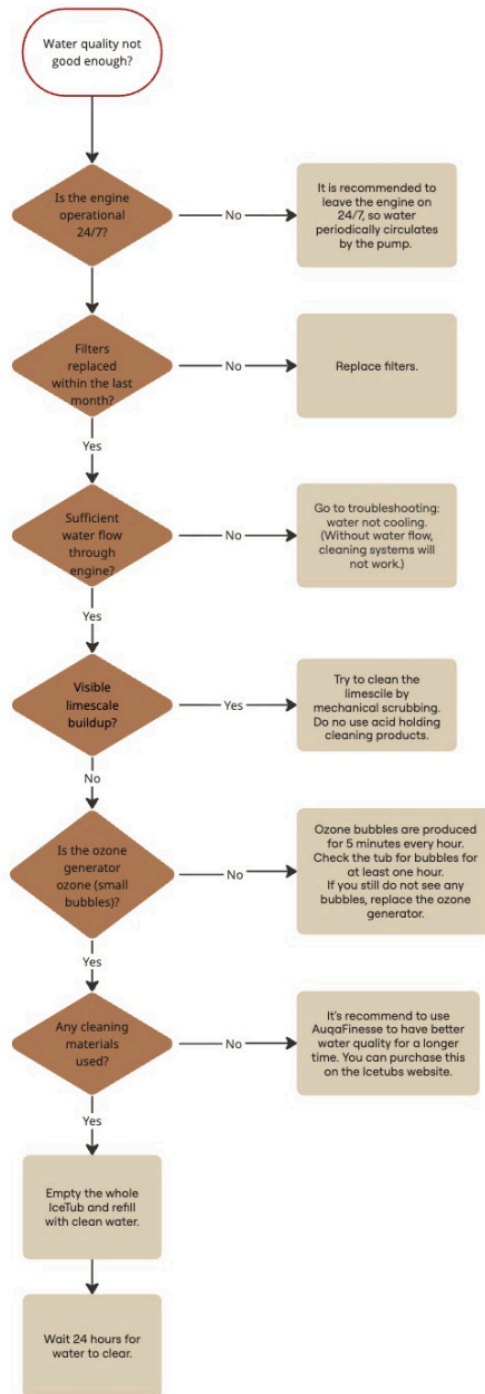 Water quality not
good enough?
Is the engine
operational
24/7?
No
It is recommended to
leave the engine on
24/7, so water
periodically circulates
by the pump.
Filters
replaced
within the last
month?
No
Replace filters.
Yes
Sufficient
water flow
through
engine?
No
Go to troubleshooting:
water not cooling.
(Without water flow,
cleaning systems will
not work.)
Yes
Visible
limescale
buildup?
Yes
Try to clean the
limescile by
mechanical scrubbing.
Do no use acid holding
cleaning products.
No
Is the ozone
generator
ozone (small
bubbles)?
No
Ozone bubbles are produced
for 5 minutes every hour.
Check the tub for bubbles for
at least one hour.
If you still do not see any
bubbles, replace the ozone
generator.
Yes
Any cleaning
materials
used?
No
It's recommend to use
AuqaFinesse to have better
water quality for a longer
time. You can purchase this
on the Icetubs website.
Yes
Empty the whole
IceTub and refill
with clean water.
Wait 24 hours for
water to clear.